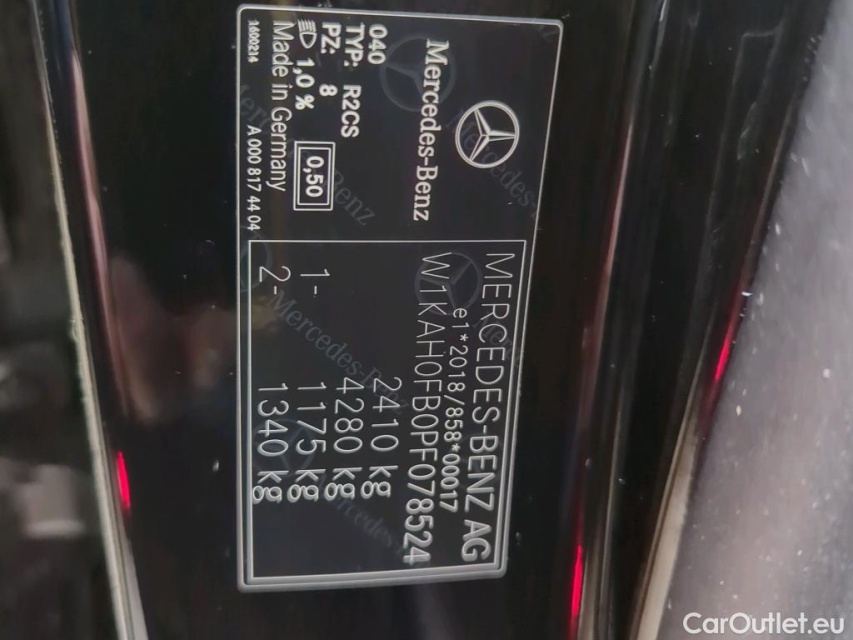 Mercedes-Benz
040
TYP: R2CS
PZ: 8
1,0 %
0,50
Made in Germany
1600214 A 000 817 44 04
MERCEDES-BENZ AG
e1*2018/858*00017
W1KAH0FB0PF078524
2410 kg
4280 kg
1- 1175 kg
2- 1340 kg
CarOutlet.eu